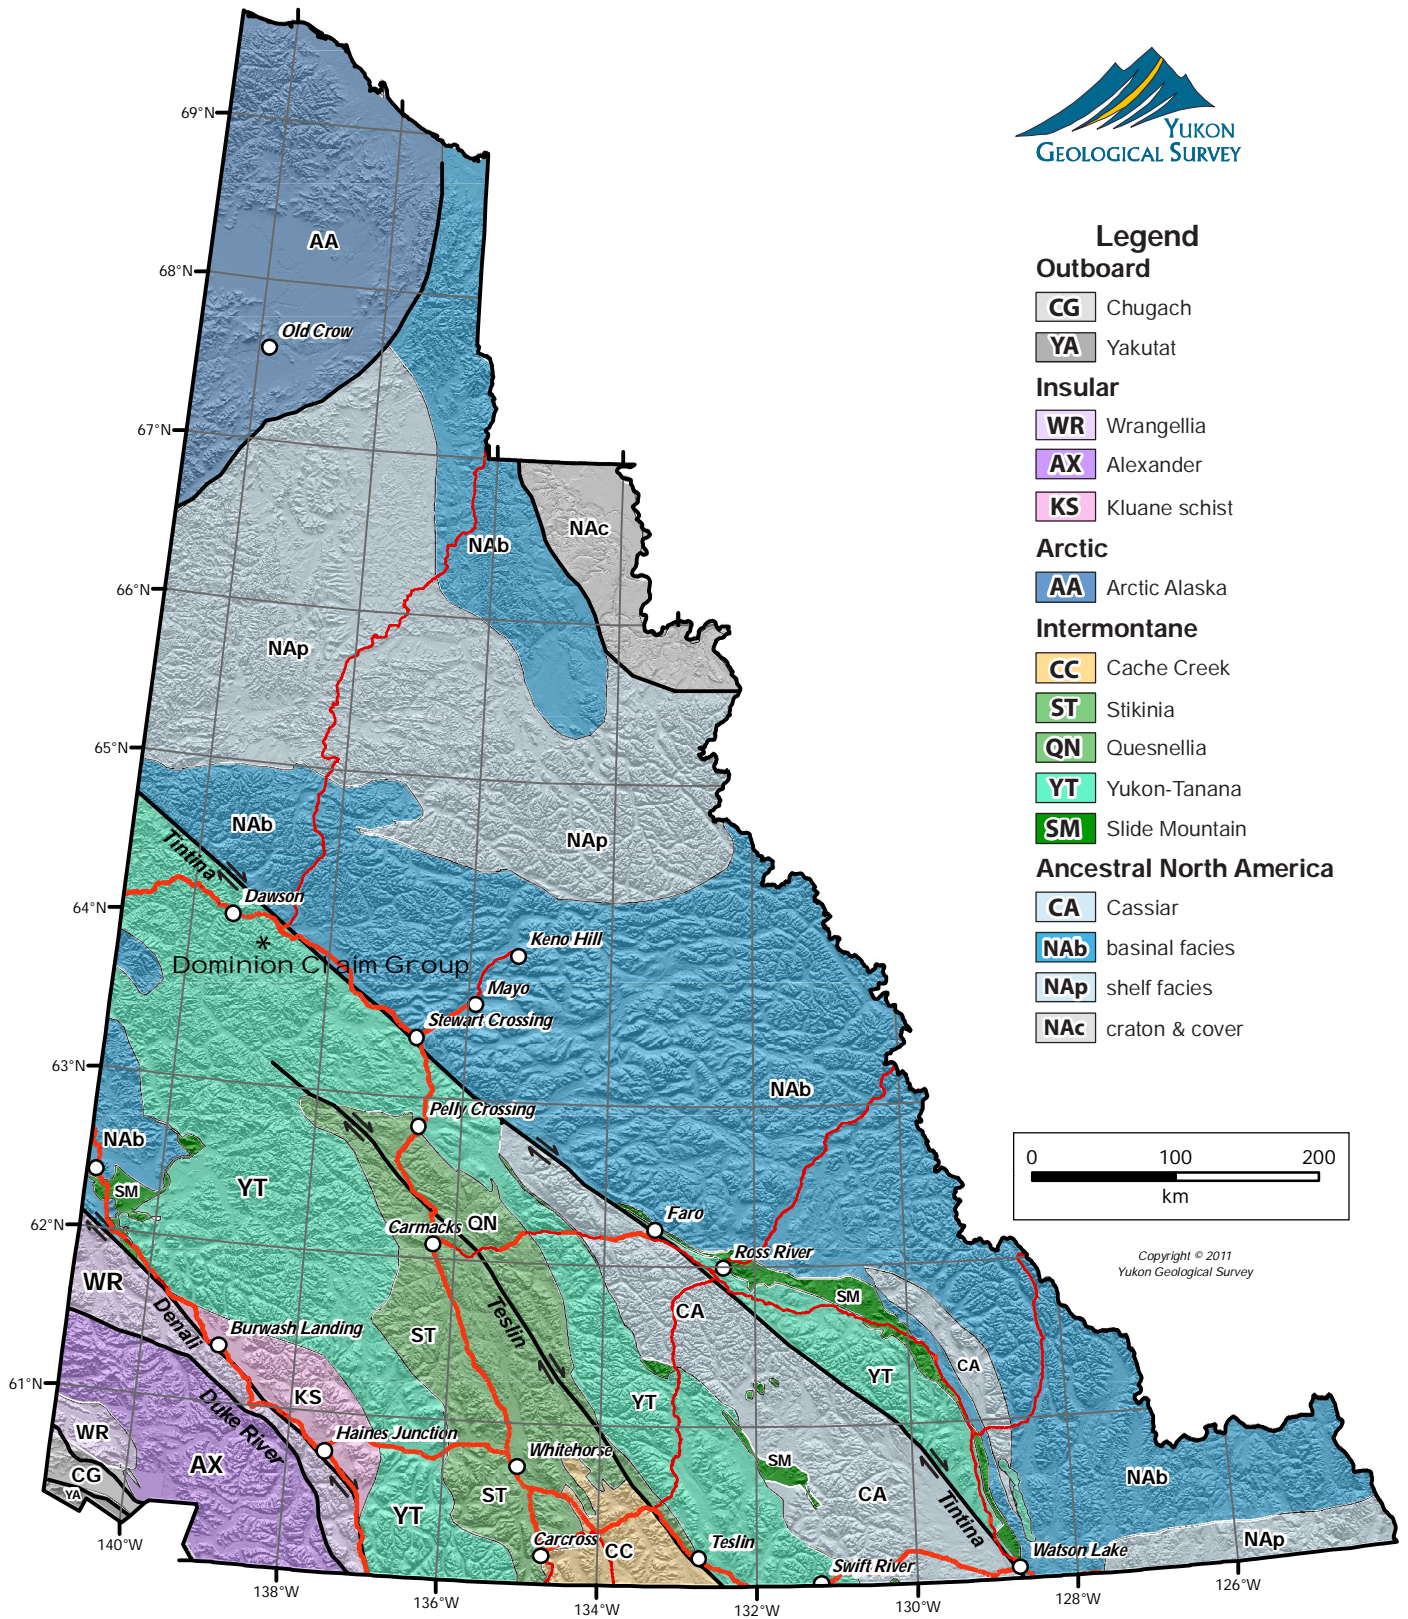 YUKON
GEOLOGICAL SURVEY
Legend
Outboard
CG Chugach
YA Yakutat
Insular
WR Wrangellia
AX Alexander
KS Kluane schist
Arctic
AA Arctic Alaska
Intermontane
CC Cache Creek
ST Stikinia
QN Quesnellia
YT Yukon-Tanana
SM Slide Mountain
Ancestral North America
CA Cassiar
NAb basinal facies
NAp shelf facies
NAc craton & cover
0 100 200
km
Copyright © 2011
Yukon Geological Survey
69°N
68°N
67°N
66°N
65°N
64°N
63°N
62°N
61°N
140°W
138°W
136°W
134°W
132°W
130°W
128°W
126°W
AA
Old Crow
NAc
NAb
NAp
NAb
NAp
Tintina
Dawson
*
Dominion Claim Group
Keno Hill
Mayo
Stewart Crossing
NAb
Pelly Crossing
NAb
SM
YT
Carmacks
QN
Faro
Ross River
WR
Denali
Burwash Landing
ST
Teslin
CA
SM
CA
YT
KS
YT
Duke River
Haines Junction
WR
CG
YA
AX
Whitehorse
ST
YT
SM
CA
Tintina
NAb
NAp
Carcross
CC
Teslin
Swift River
Watson Lake